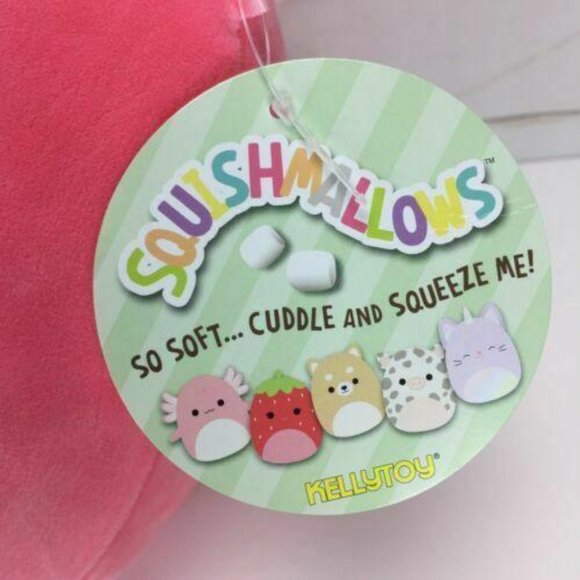 SQUISHMALLOWS™
SO SOFT... CUDDLE AND SQUEEZE ME!
KELLYTOY®